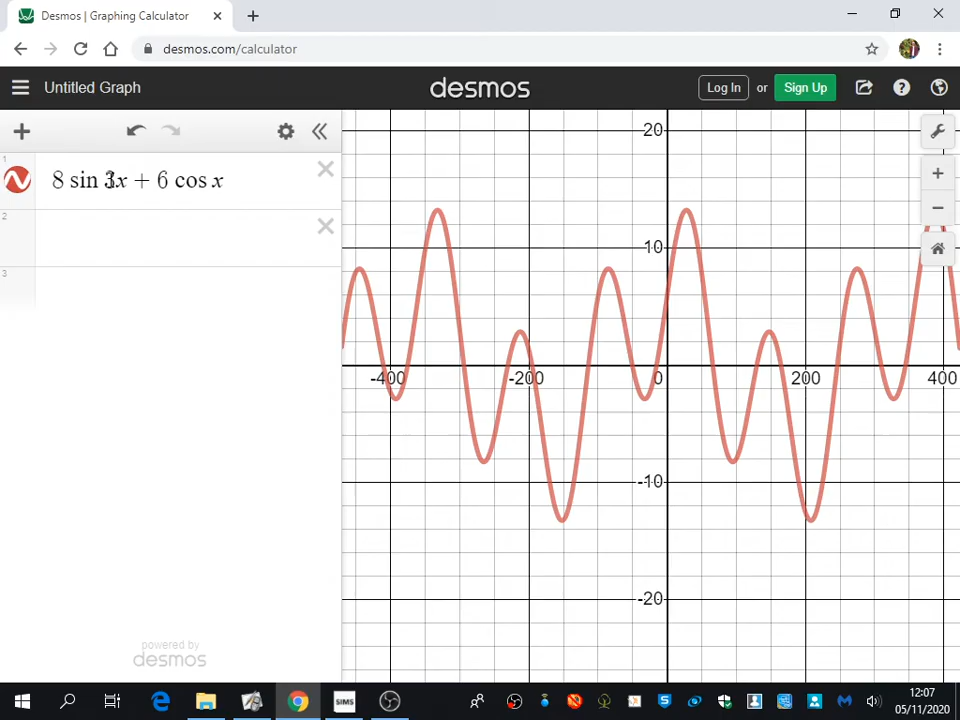 Desmos | Graphing Calculator
desmos.com/calculator
Untitled Graph
desmos
Log In or Sign Up
1
8 sin 3x + 6 cos x
2
3
20
10
-400 -200 0 200 400
-10
-20
powered by
desmos
SIMS
12:07
05/11/2020